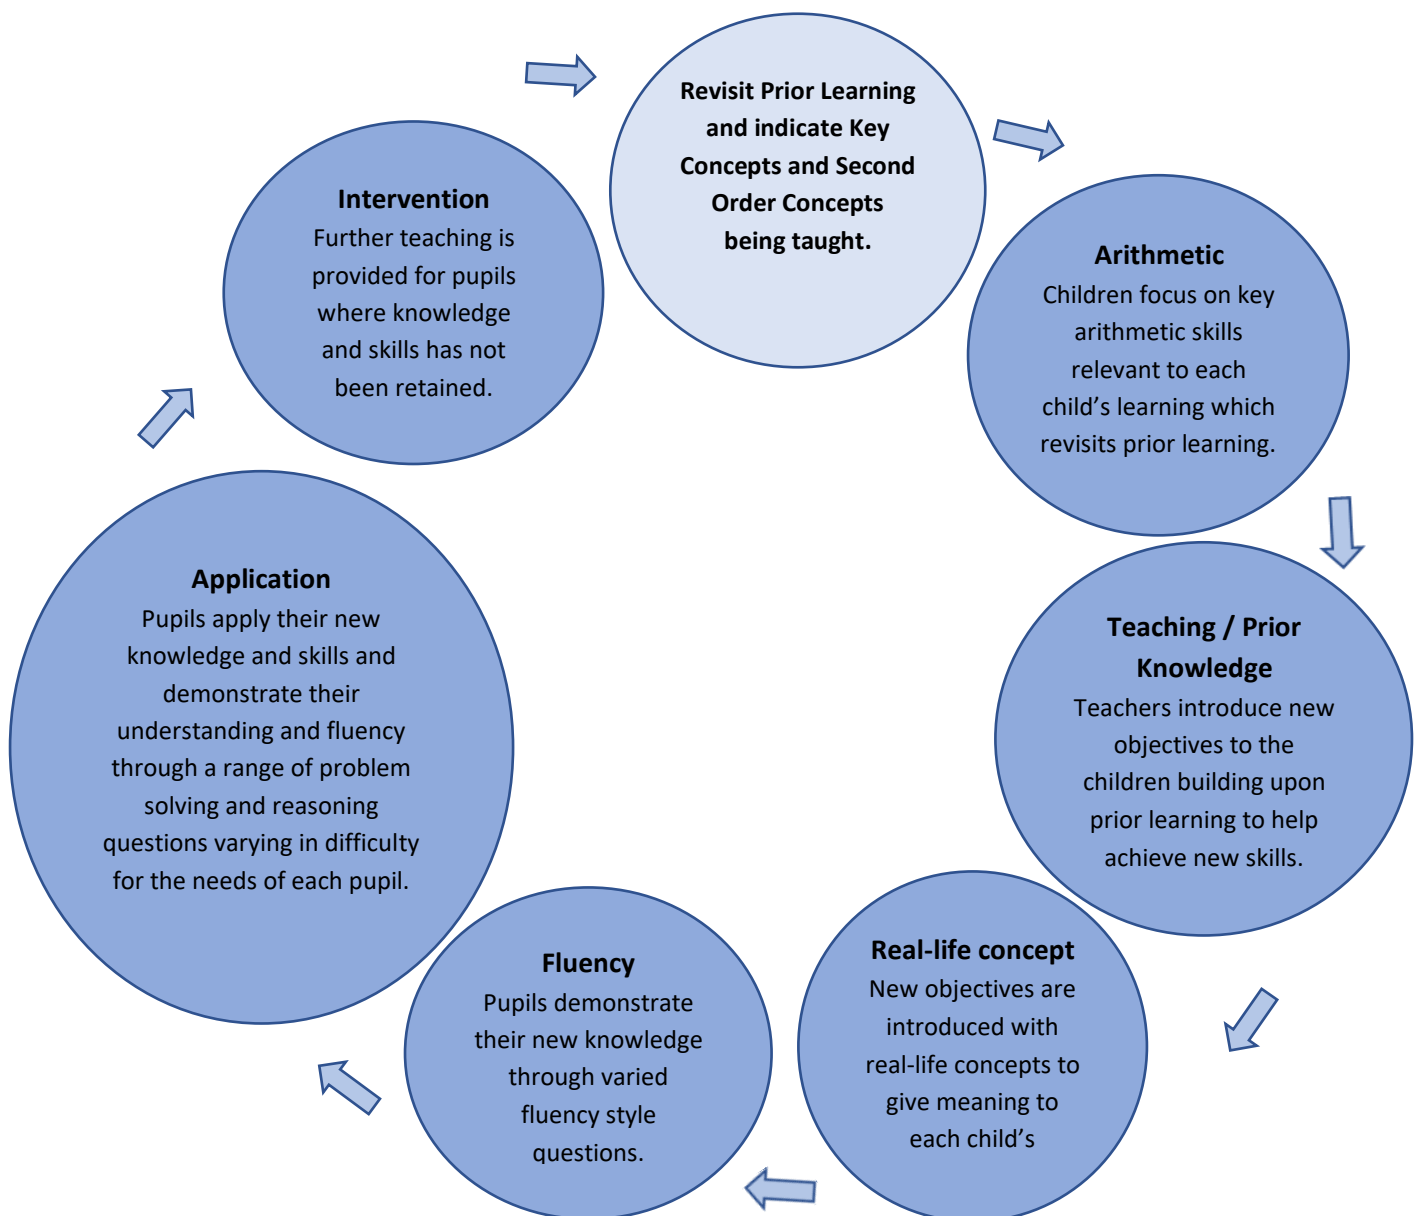 Revisit Prior Learning
and indicate Key
Concepts and Second
Order Concepts
being taught.
Arithmetic
Children focus on key
arithmetic skills
relevant to each
child’s learning which
revisits prior learning.
Teaching / Prior
Knowledge
Teachers introduce new
objectives to the
children building upon
prior learning to help
achieve new skills.
Real-life concept
New objectives are
introduced with
real-life concepts to
give meaning to
each child’s
Fluency
Pupils demonstrate
their new knowledge
through varied
fluency style
questions.
Application
Pupils apply their new
knowledge and skills and
demonstrate their
understanding and fluency
through a range of problem
solving and reasoning
questions varying in difficulty
for the needs of each pupil.
Intervention
Further teaching is
provided for pupils
where knowledge
and skills has not
been retained.